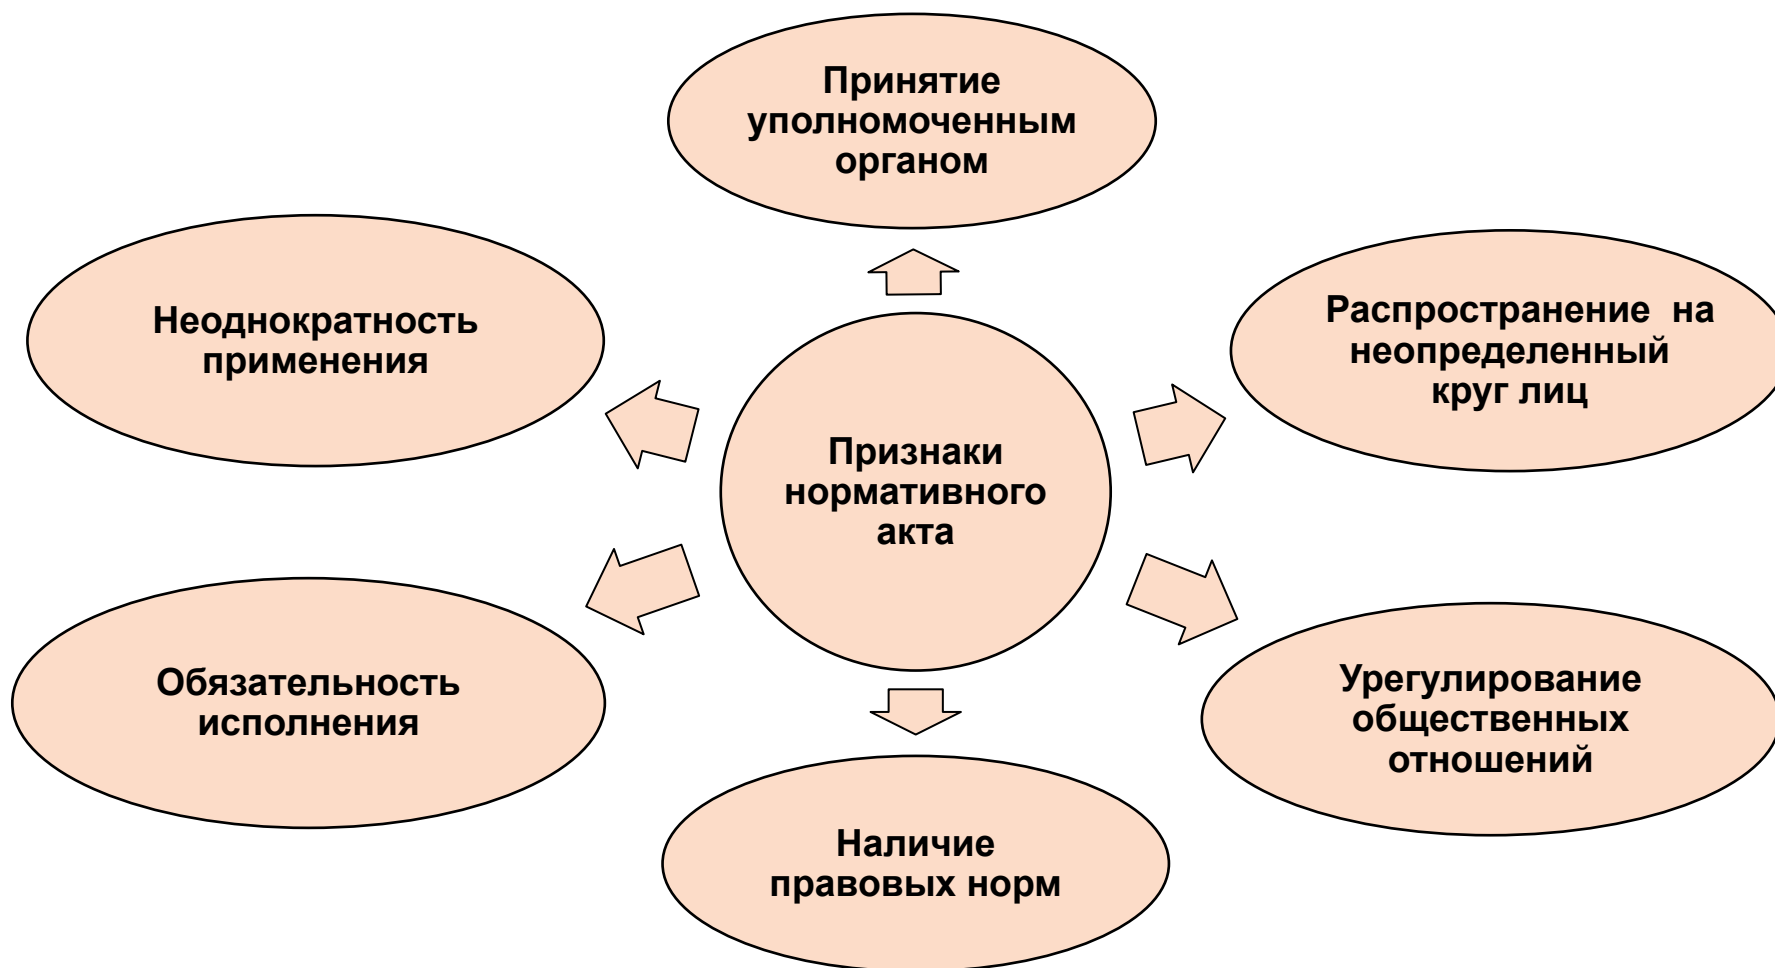 Принятие
уполномоченным
органом
Неоднократность
применения
Распространение на
неопределенный
круг лиц
Признаки
нормативного
акта
Обязательность
исполнения
Урегулирование
общественных
отношений
Наличие
правовых норм